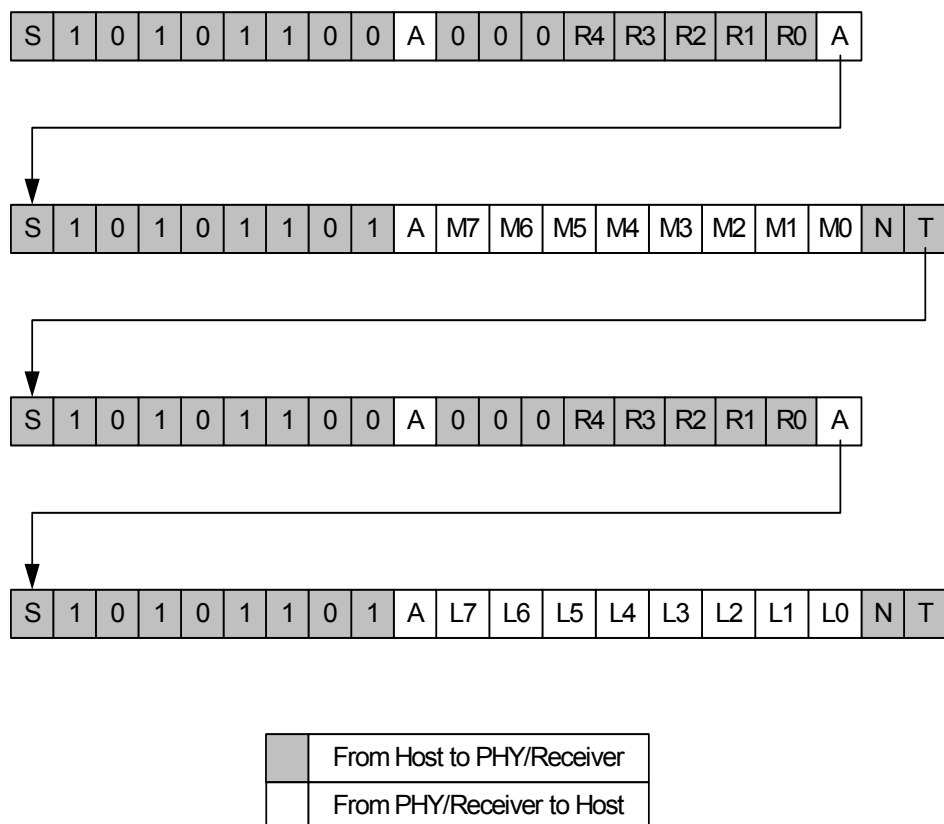 S 1 0 1 0 1 1 0 0 A 0 0 0 R4 R3 R2 R1 R0 A
S 1 0 1 0 1 1 0 1 A M7 M6 M5 M4 M3 M2 M1 M0 N T
S 1 0 1 0 1 1 0 0 A 0 0 0 R4 R3 R2 R1 R0 A
S 1 0 1 0 1 1 0 1 A L7 L6 L5 L4 L3 L2 L1 L0 N T
From Host to PHY/Receiver
From PHY/Receiver to Host